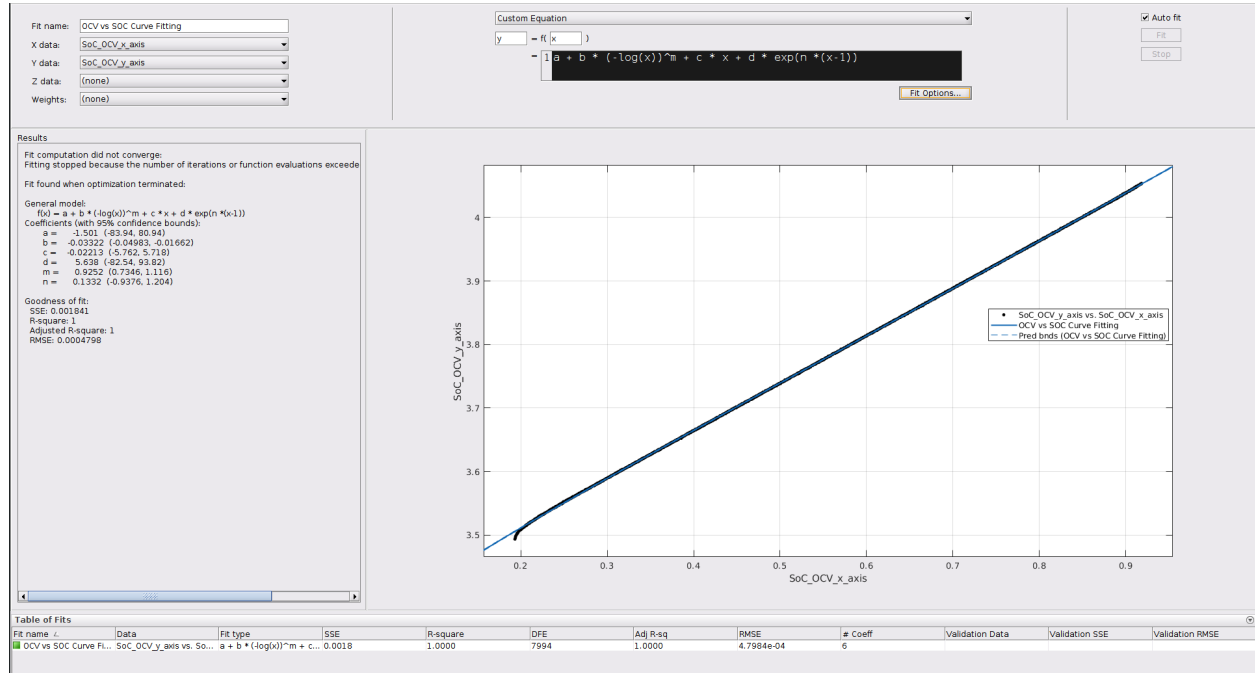 Fit name: OCV vs SOC Curve Fitting
X data: SoC_OCV_x_axis
Y data: SoC_OCV_y_axis
Z data: (none)
Weights: (none)
Custom Equation
y = f( x )
= 1 a + b * (-log(x))^m + c * x + d * exp(n *(x-1))
Fit Options...
Auto fit
Fit
Stop
Results
Fit computation did not converge:
Fitting stopped because the number of iterations or function evaluations exceede
Fit found when optimization terminated:
General model:
f(x) = a + b * (-log(x))^m + c * x + d * exp(n *(x-1))
Coefficients (with 95% confidence bounds):
a = -1.501 (-83.94, 80.94)
b = -0.03322 (-0.04983, -0.01662)
c = -0.02213 (-5.762, 5.718)
d = 5.638 (-82.54, 93.82)
m = 0.9252 (0.7346, 1.116)
n = 0.1332 (-0.9376, 1.204)
Goodness of fit:
SSE: 0.001841
R-square: 1
Adjusted R-square: 1
RMSE: 0.0004798
4
3.9
3.8
3.7
3.6
3.5
SoC_OCV_y_axis
SoC_OCV_y_axis vs. SoC_OCV_x_axis
OCV vs SOC Curve Fitting
Pred bnds (OCV vs SOC Curve Fitting)
0.2 0.3 0.4 0.5 0.6 0.7 0.8 0.9
SoC_OCV_x_axis
Table of Fits
Fit name Data Fit type SSE R-square DFE Adj R-sq RMSE # Coeff Validation Data Validation SSE Validation RMSE
OCV vs SOC Curve Fi... SoC_OCV_y_axis vs. So... a + b * (-log(x))^m + c... 0.0018 1.0000 7994 1.0000 4.7984e-04 6